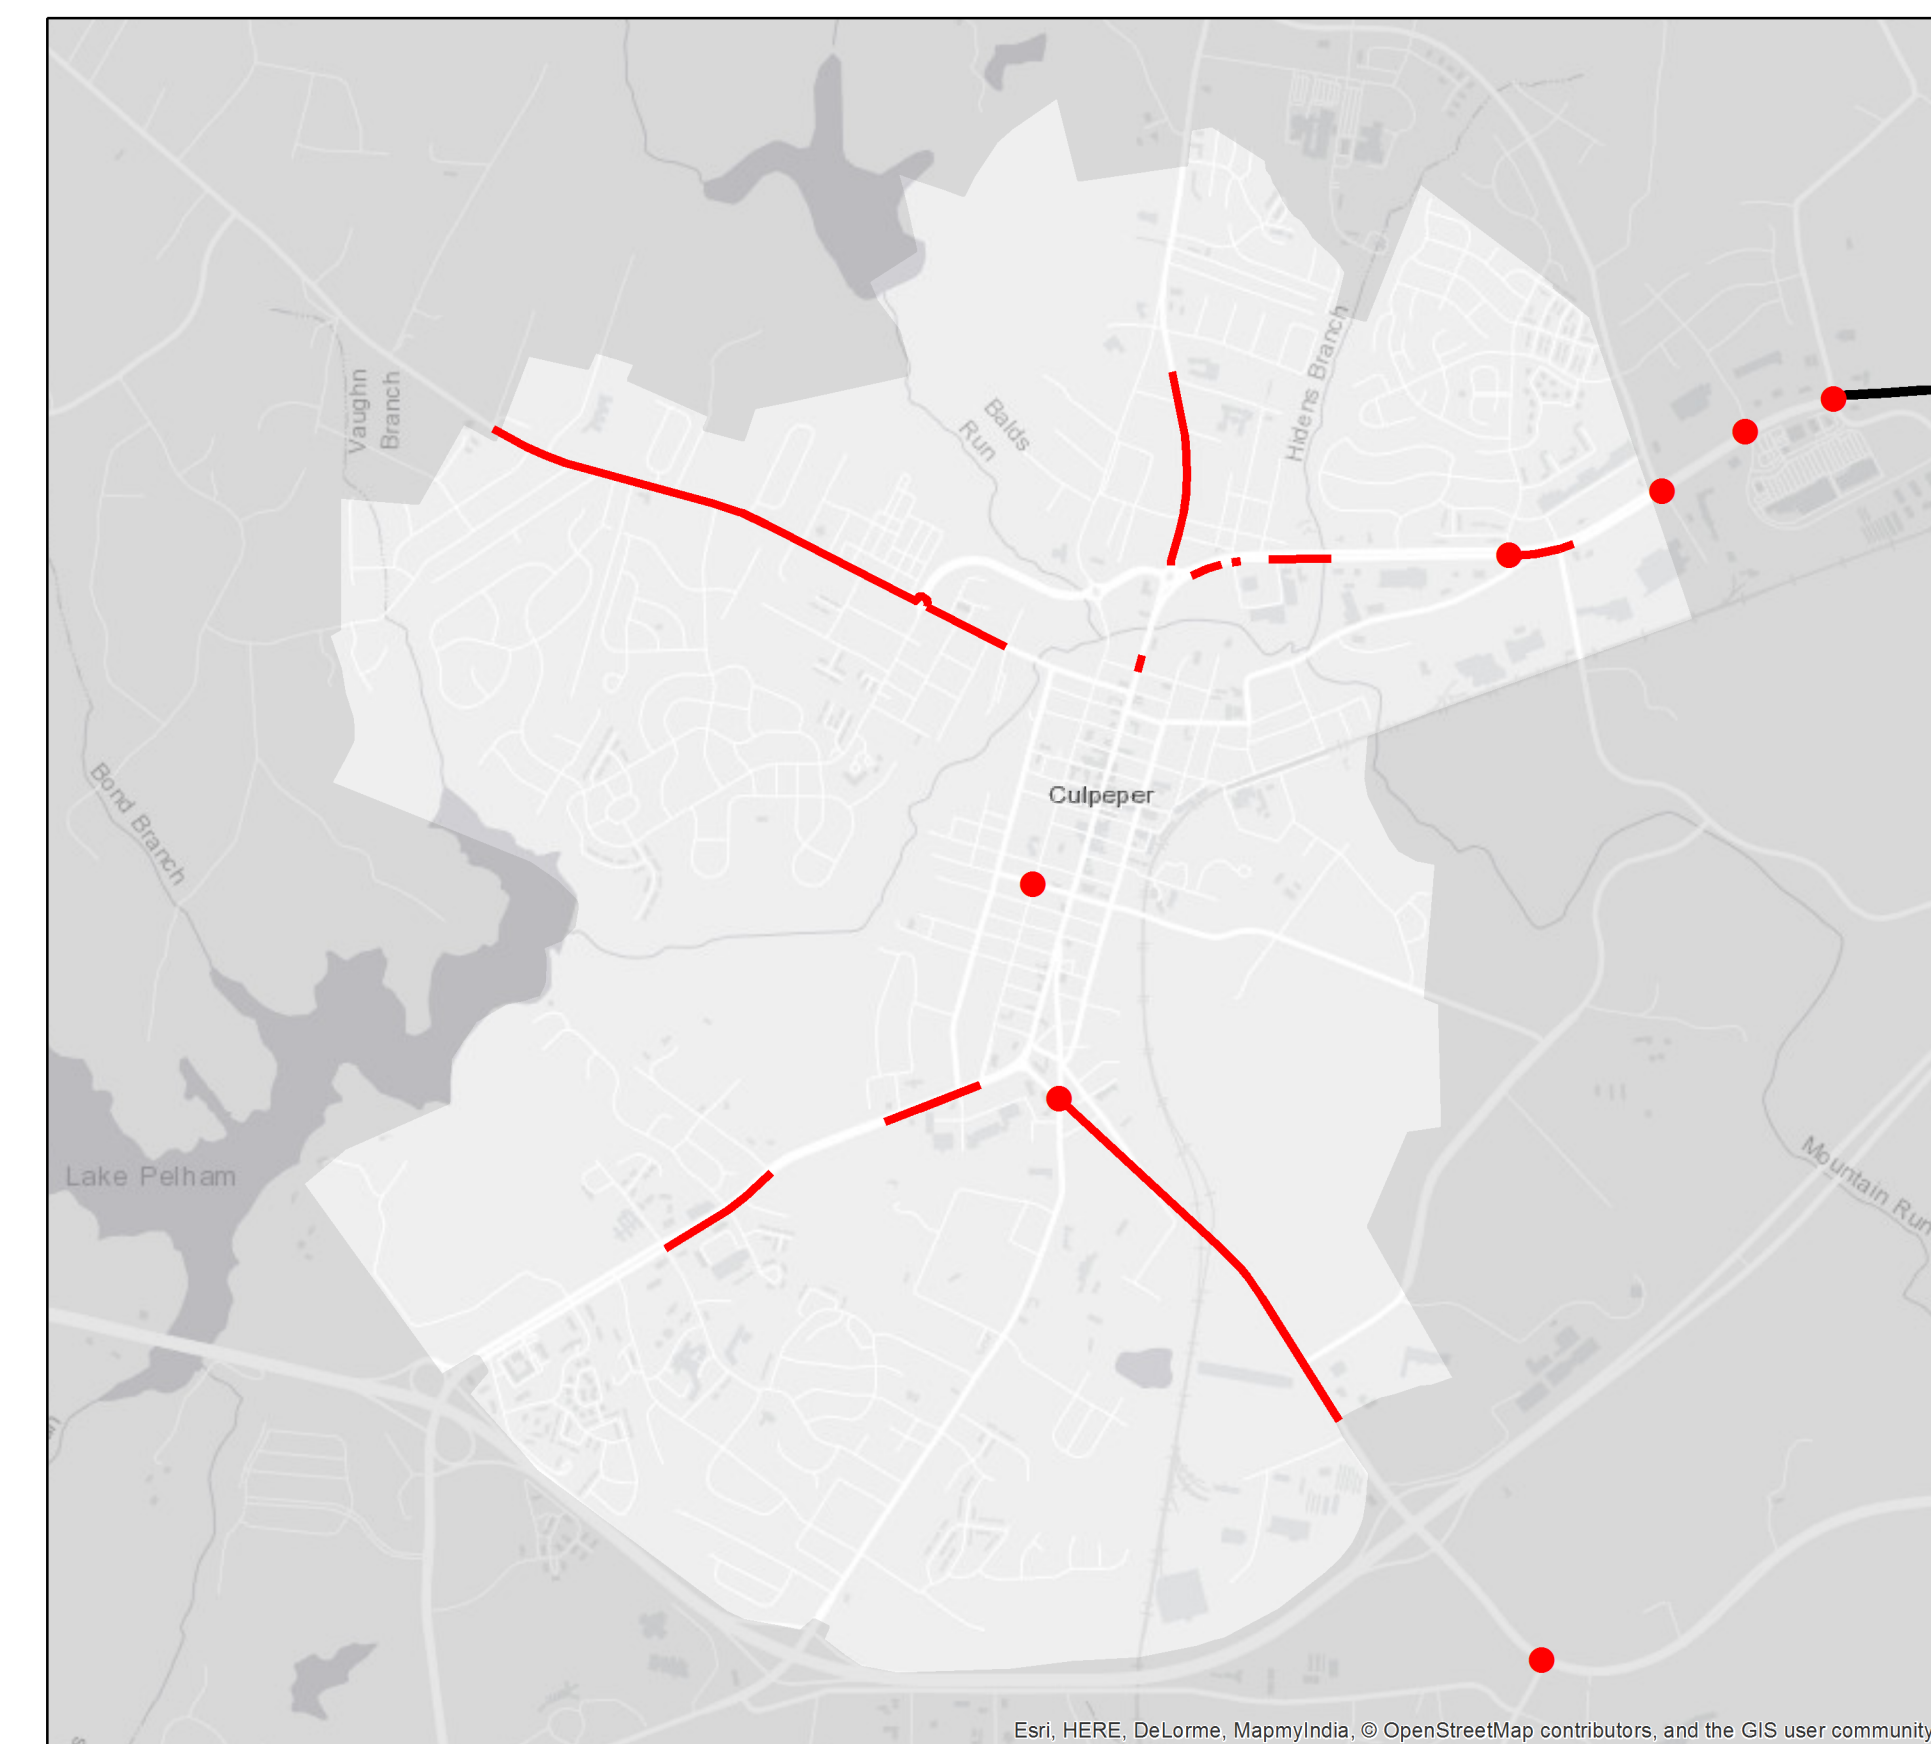 Vaughn
Branch
Balds
Run
Hidens Branch
Culpeper
Bond Branch
Lake Pelham
Mountain Run
Esri, HERE, DeLorme, MapmyIndia, © OpenStreetMap contributors, and the GIS user community